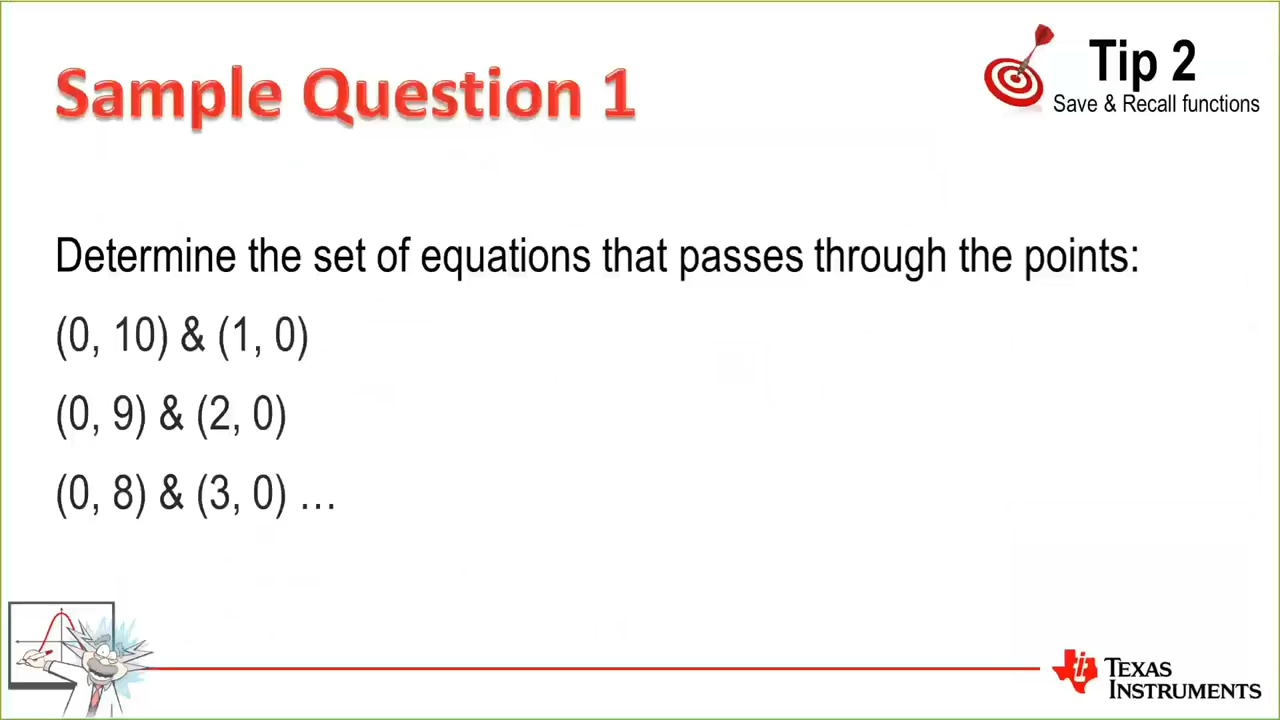 Sample Question 1
Tip 2
Save & Recall functions
Determine the set of equations that passes through the points:
(0, 10) & (1, 0)
(0, 9) & (2, 0)
(0, 8) & (3, 0) …
TEXAS
INSTRUMENTS